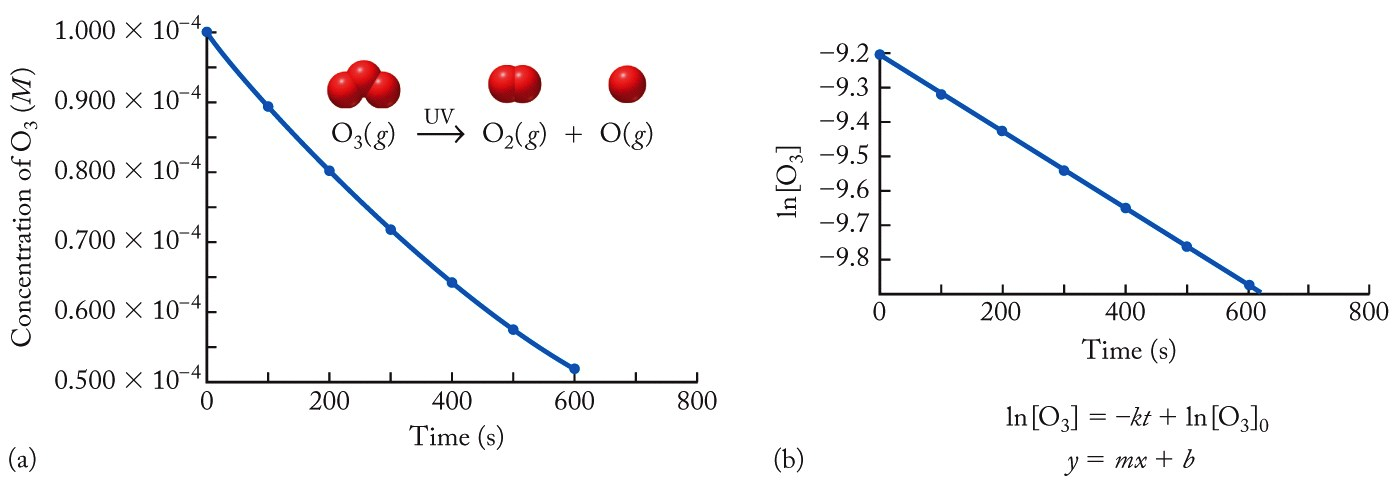 1.000 × 10⁻⁴
0.900 × 10⁻⁴
0.800 × 10⁻⁴
0.700 × 10⁻⁴
0.600 × 10⁻⁴
0.500 × 10⁻⁴
Concentration of O₃ (M)
0 200 400 600 800
Time (s)
UV
O₃(g) ⟶ O₂(g) + O(g)
(a)
−9.2
−9.3
−9.4
−9.5
−9.6
−9.7
−9.8
ln[O₃]
0 200 400 600 800
Time (s)
ln[O₃] = −kt + ln[O₃]₀
y = mx + b
(b)